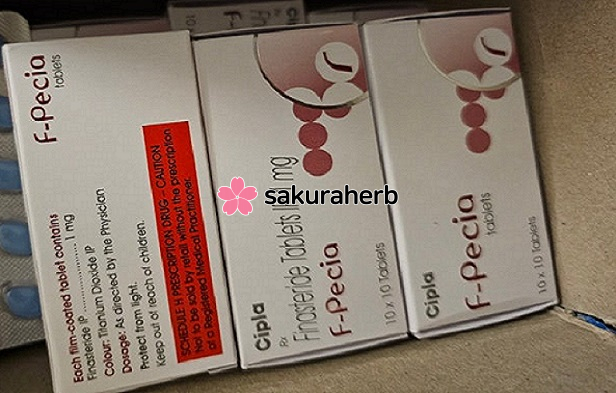 F-Pecia
tablets
Each film-coated tablet contains
Finasteride IP .................... 1 mg
Colour: Titanium Dioxide IP
Dosage: As directed by the Physician
Protect from light.
Keep out of reach of children.
SCHEDULE H PRESCRIPTION DRUG - CAUTION
Not to be sold by retail without the prescription
of a Registered Medical Practitioner.
Cipla
Rx
Finasteride Tablets IP 1 mg
F-Pecia
tablets
10 x 10 tablets
Cipla
F-Pecia
tablets
10 x 10 tablets
sakuraherb